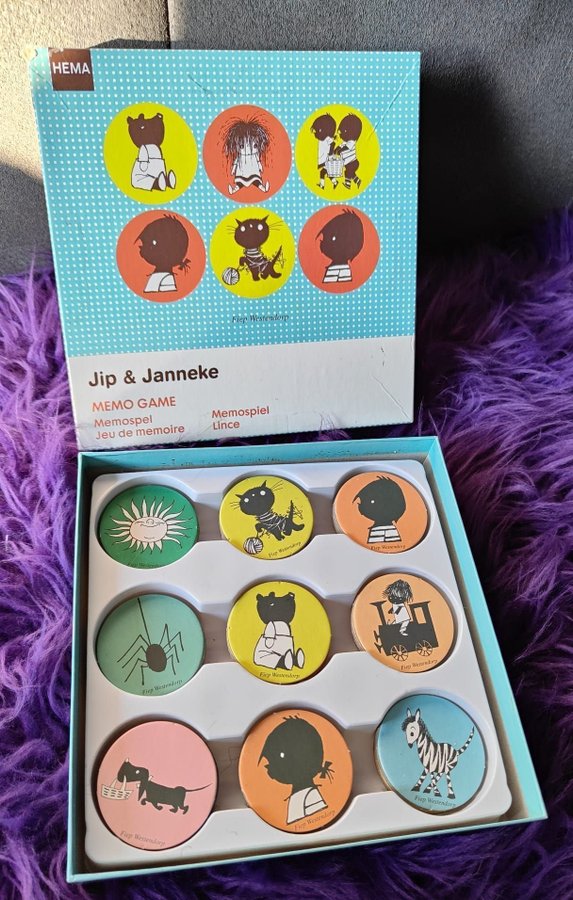 HEMA
Fiep Westendorp
Jip & Janneke
MEMO GAME
Memospel
Jeu de memoire
Memospiel
Lince
Fiep Westendorp
Fiep Westendorp
Fiep Westendorp
Fiep Westendorp
Fiep Westendorp
Fiep Westendorp
Fiep Westendorp